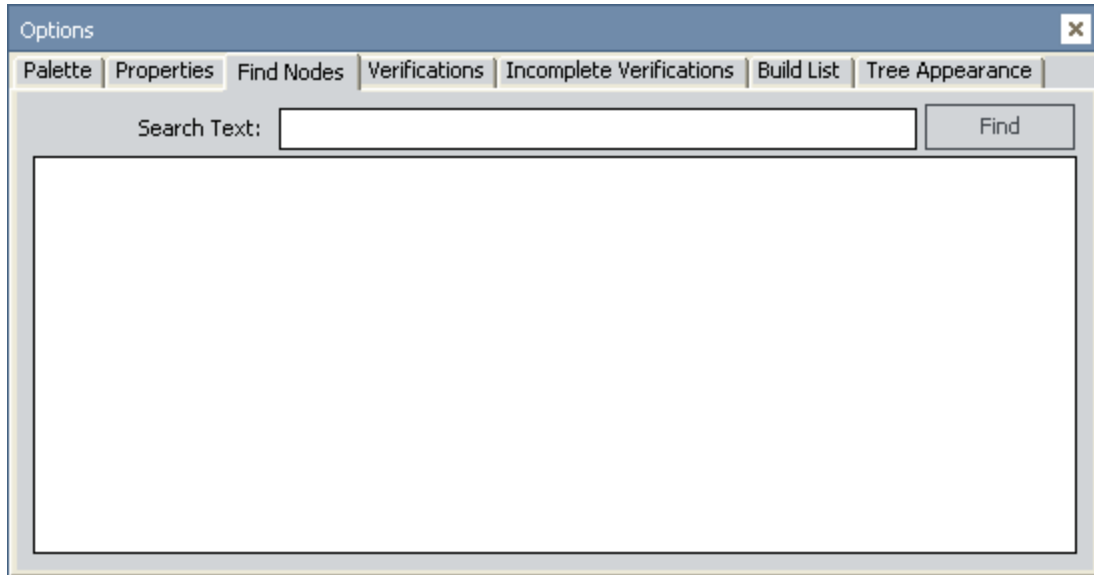 Options
Palette Properties Find Nodes Verifications Incomplete Verifications Build List Tree Appearance
Search Text: Find